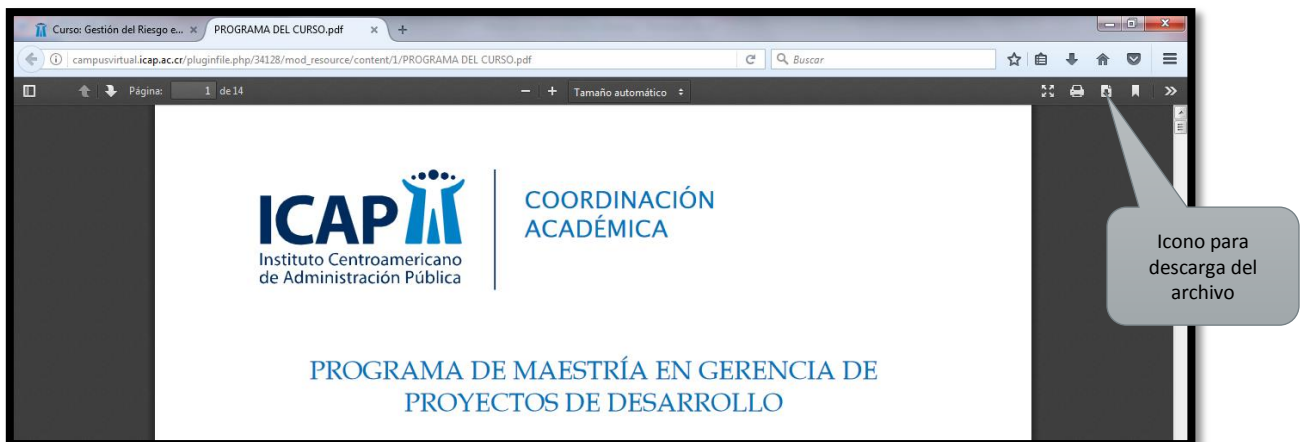 Curso: Gestión del Riesgo e... × PROGRAMA DEL CURSO.pdf × +
campusvirtual.icap.ac.cr/pluginfile.php/34128/mod_resource/content/1/PROGRAMA DEL CURSO.pdf Buscar
Página: 1 de 14 − + Tamaño automático
ICAP
Instituto Centroamericano
de Administración Pública
COORDINACIÓN
ACADÉMICA
Icono para
descarga del
archivo
PROGRAMA DE MAESTRÍA EN GERENCIA DE
PROYECTOS DE DESARROLLO